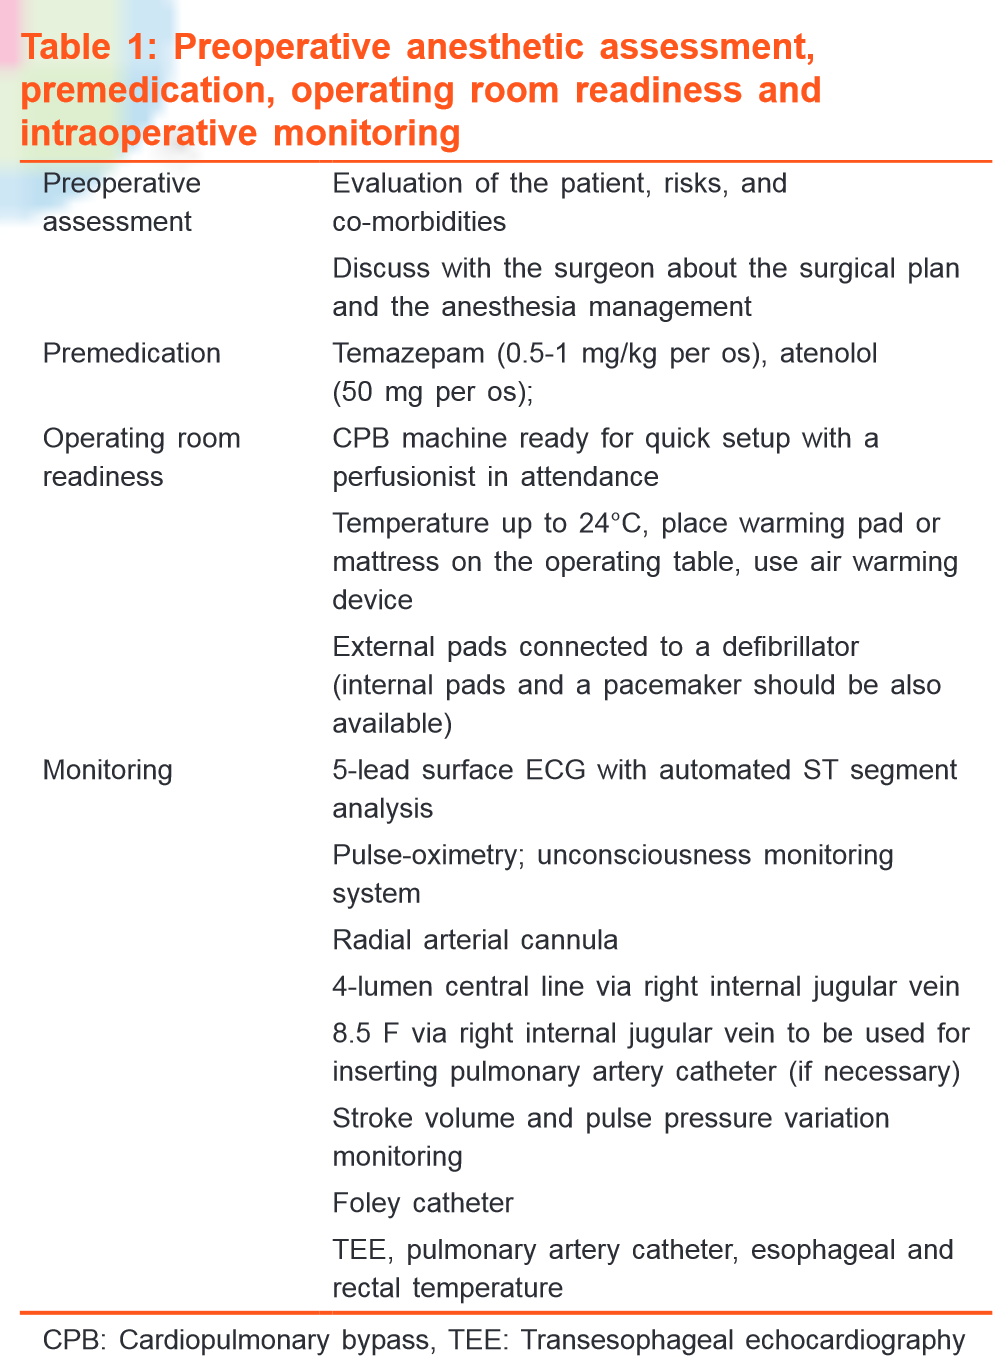 Table 1: Preoperative anesthetic assessment,
premedication, operating room readiness and
intraoperative monitoring
Preoperative assessment
Evaluation of the patient, risks, and
co-morbidities
Discuss with the surgeon about the surgical plan
and the anesthesia management
Premedication
Temazepam (0.5-1 mg/kg per os), atenolol
(50 mg per os);
Operating room readiness
CPB machine ready for quick setup with a
perfusionist in attendance
Temperature up to 24°C, place warming pad or
mattress on the operating table, use air warming
device
External pads connected to a defibrillator
(internal pads and a pacemaker should be also
available)
Monitoring
5-lead surface ECG with automated ST segment
analysis
Pulse-oximetry; unconsciousness monitoring
system
Radial arterial cannula
4-lumen central line via right internal jugular vein
8.5 F via right internal jugular vein to be used for
inserting pulmonary artery catheter (if necessary)
Stroke volume and pulse pressure variation
monitoring
Foley catheter
TEE, pulmonary artery catheter, esophageal and
rectal temperature
CPB: Cardiopulmonary bypass, TEE: Transesophageal echocardiography